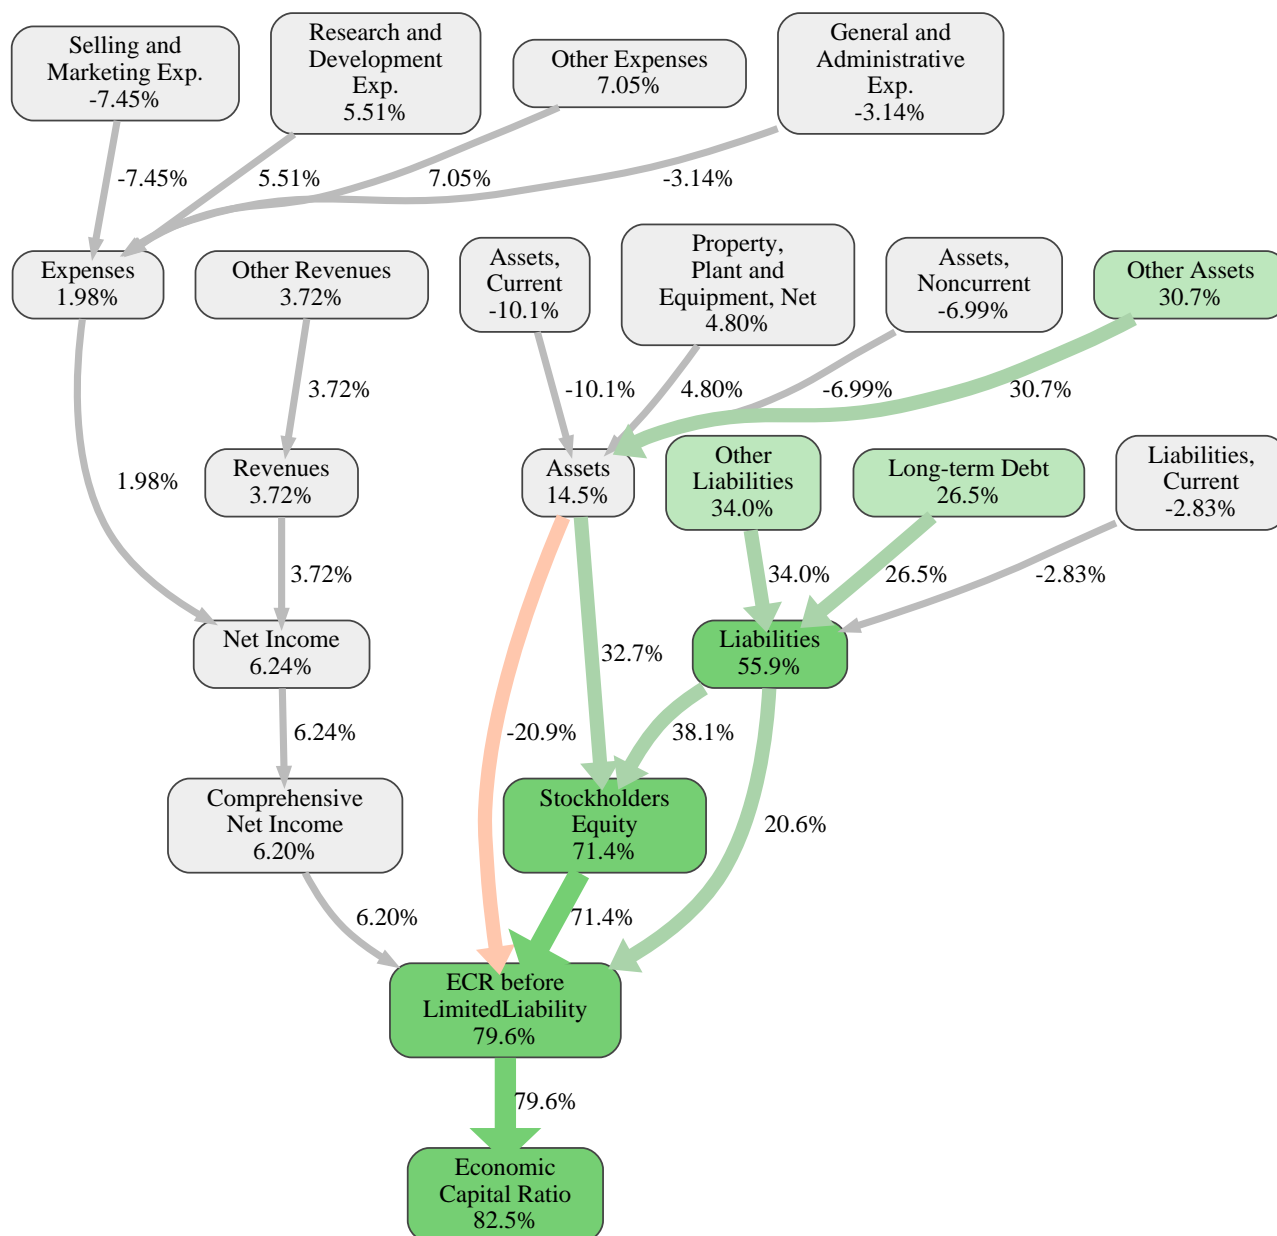 Selling and
Marketing Exp.
-7.45%
Research and
Development
Exp.
5.51%
Other Expenses
7.05%
General and
Administrative
Exp.
-3.14%
-7.45%
5.51%
7.05%
-3.14%
Expenses
1.98%
Other Revenues
3.72%
Assets,
Current
-10.1%
Property,
Plant and
Equipment, Net
4.80%
Assets,
Noncurrent
-6.99%
Other Assets
30.7%
3.72%
-10.1%
4.80%
-6.99%
30.7%
1.98%
Revenues
3.72%
Assets
14.5%
Other
Liabilities
34.0%
Long-term Debt
26.5%
Liabilities,
Current
-2.83%
3.72%
34.0%
26.5%
-2.83%
Net Income
6.24%
32.7%
Liabilities
55.9%
6.24%
-20.9%
38.1%
Comprehensive
Net Income
6.20%
Stockholders
Equity
71.4%
20.6%
6.20%
71.4%
ECR before
LimitedLiability
79.6%
79.6%
Economic
Capital Ratio
82.5%